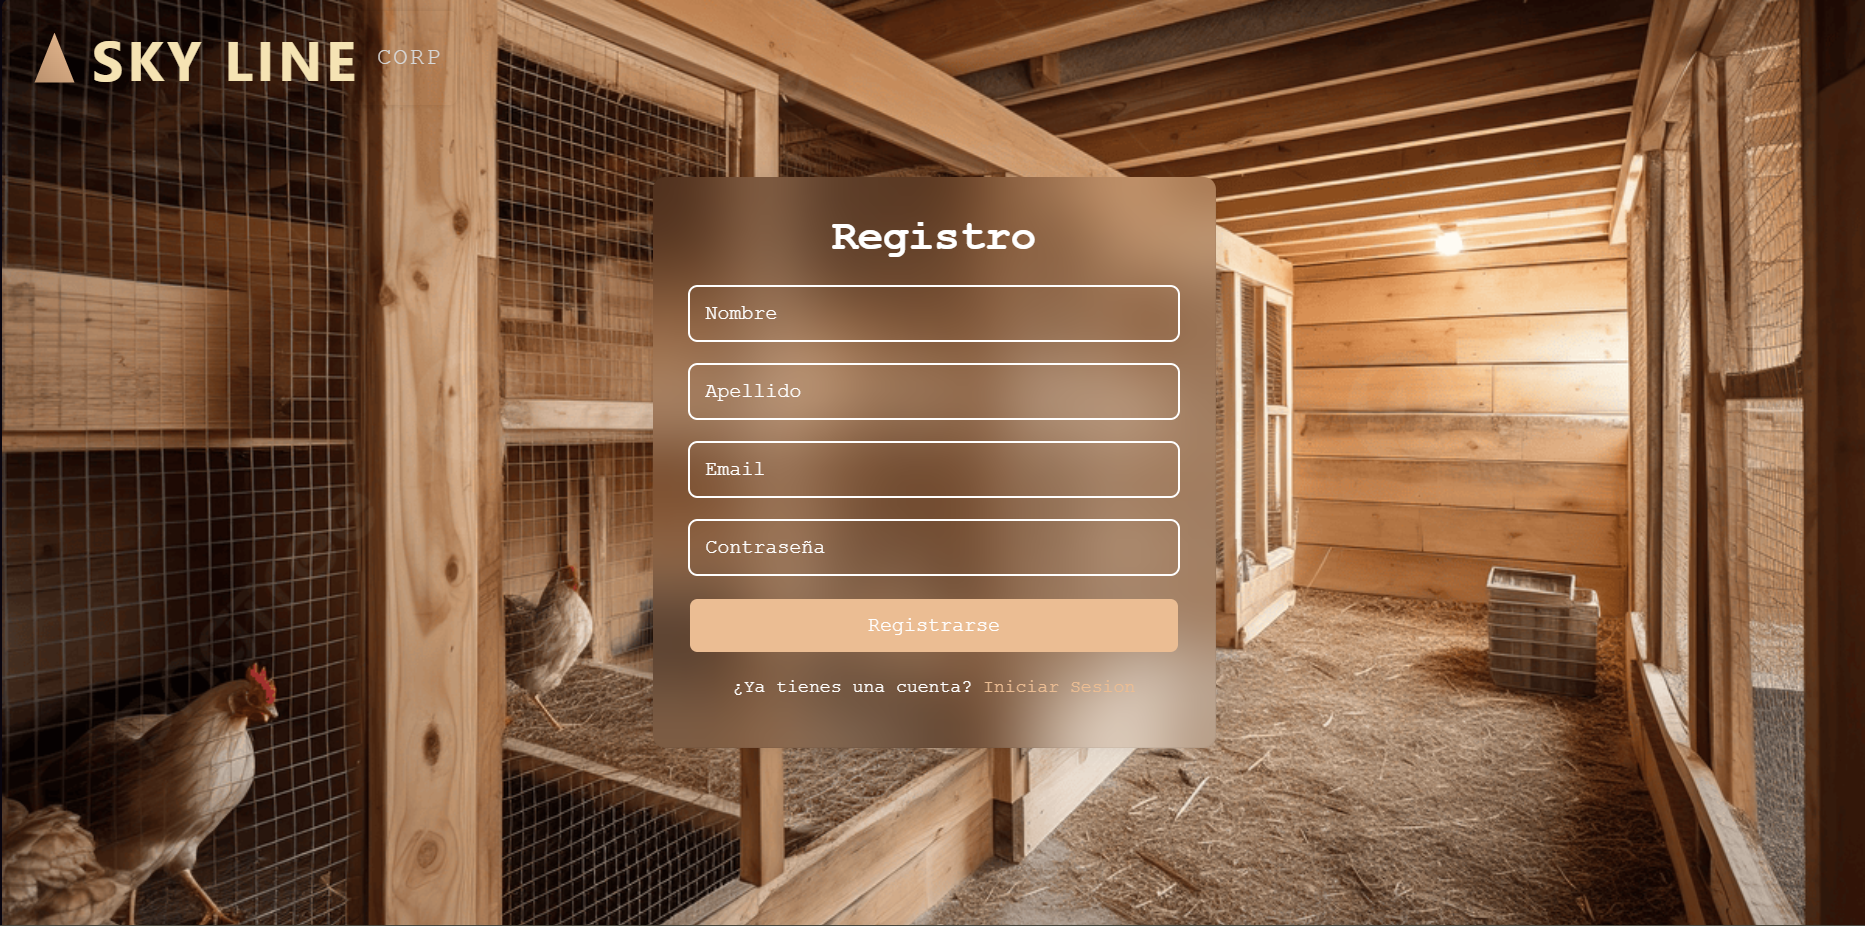 SKY LINE CORP
Registro
Nombre
Apellido
Email
Contraseña
Registrarse
¿Ya tienes una cuenta? Iniciar Sesion